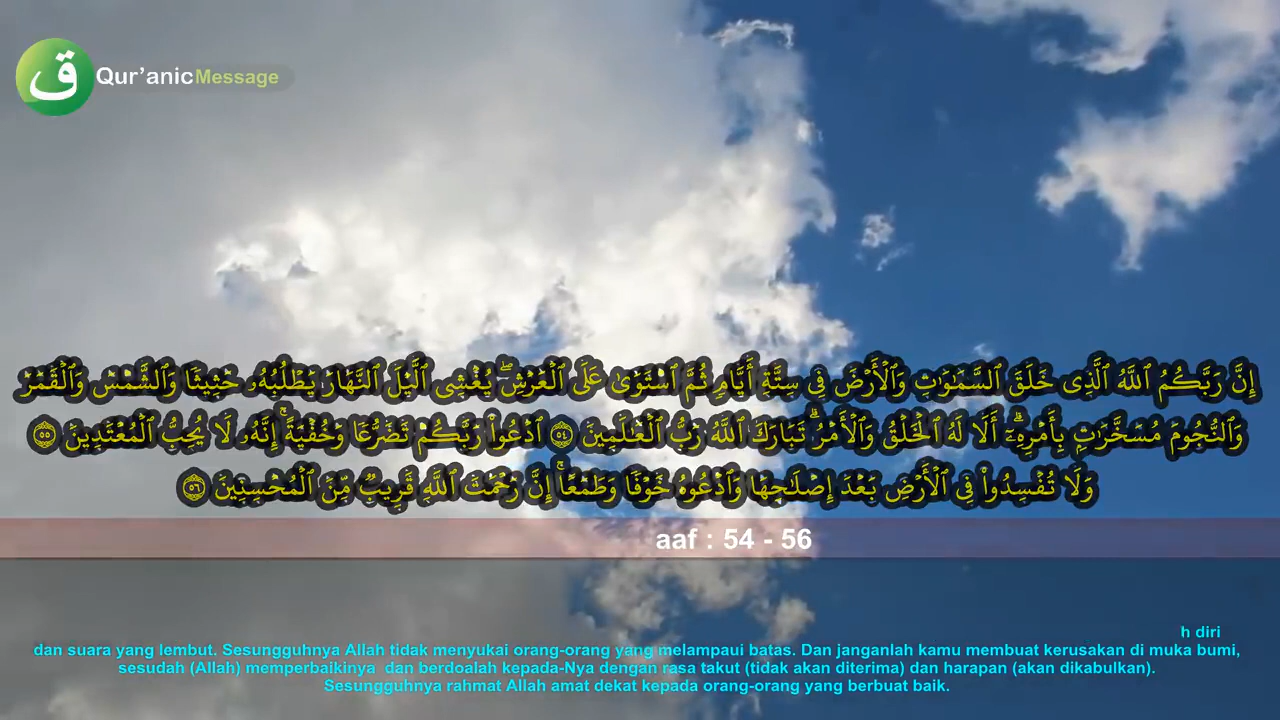 ق
Qur'anicMessage
إِنَّ رَبَّكُمُ ٱللَّهُ ٱلَّذِى خَلَقَ ٱلسَّمَٰوَٰتِ وَٱلْأَرْضَ فِى سِتَّةِ أَيَّامٍ ثُمَّ ٱسْتَوَىٰ عَلَى ٱلْعَرْشِ ۖ يُغْشِى ٱلَّيْلَ ٱلنَّهَارَ يَطْلُبُهُۥ حَثِيثًا وَٱلشَّمْسَ وَٱلْقَمَرَ
وَٱلنُّجُومَ مُسَخَّرَٰتٍۭ بِأَمْرِهِۦٓ ۗ أَلَا لَهُ ٱلْخَلْقُ وَٱلْأَمْرُ ۗ تَبَارَكَ ٱللَّهُ رَبُّ ٱلْعَٰلَمِينَ ۝٥٤ ٱدْعُوا۟ رَبَّكُمْ تَضَرُّعًا وَخُفْيَةً ۚ إِنَّهُۥ لَا يُحِبُّ ٱلْمُعْتَدِينَ ۝٥٥
وَلَا تُفْسِدُوا۟ فِى ٱلْأَرْضِ بَعْدَ إِصْلَٰحِهَا وَٱدْعُوهُ خَوْفًا وَطَمَعًا ۚ إِنَّ رَحْمَتَ ٱللَّهِ قَرِيبٌ مِّنَ ٱلْمُحْسِنِينَ ۝٥٦
aaf : 54 - 56
h diri
dan suara yang lembut. Sesungguhnya Allah tidak menyukai orang-orang yang melampaui batas. Dan janganlah kamu membuat kerusakan di muka bumi,
sesudah (Allah) memperbaikinya dan berdoalah kepada-Nya dengan rasa takut (tidak akan diterima) dan harapan (akan dikabulkan).
Sesungguhnya rahmat Allah amat dekat kepada orang-orang yang berbuat baik.